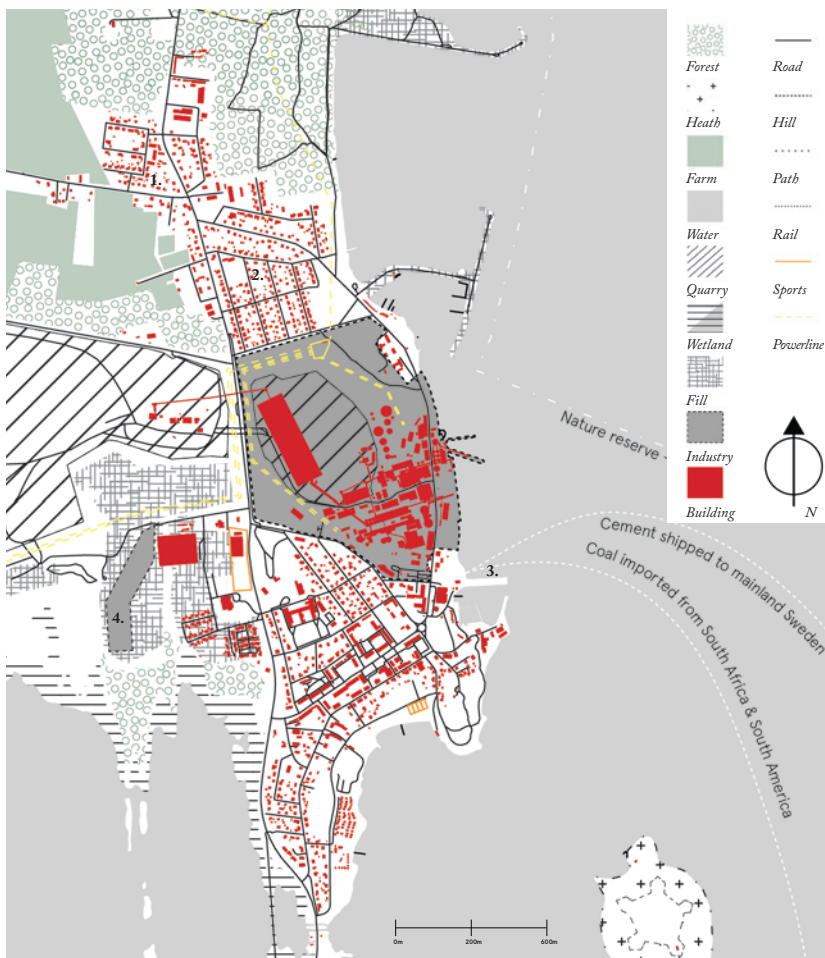 Forest
Road
Heath
Hill
Farm
Path
Water
Rail
Quarry
Sports
Wetland
Powerline
Fill
Industry
Building
N
1.
2.
3.
4.
Nature reserve
Cement shipped to mainland Sweden
Coal imported from South Africa & South America
0m
200m
600m